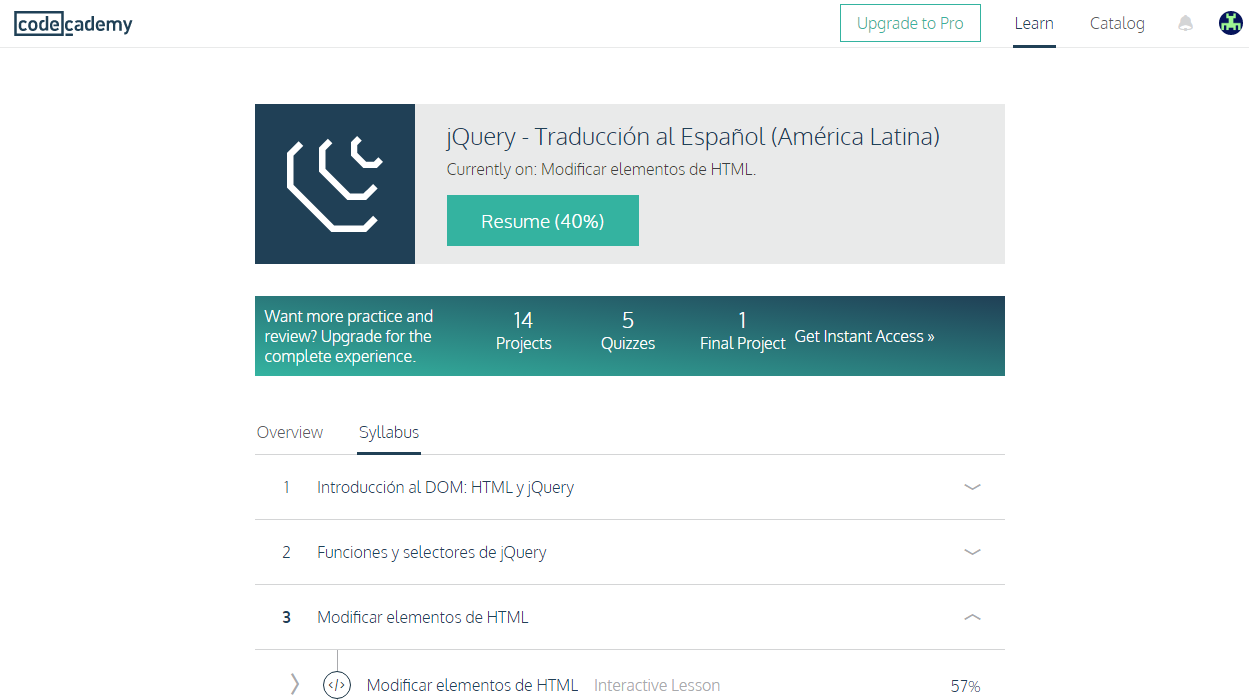 codecademy
Upgrade to Pro
Learn
Catalog
jQuery - Traducción al Español (América Latina)
Currently on: Modificar elementos de HTML.
Resume (40%)
Want more practice and
review? Upgrade for the
complete experience.
14
Projects
5
Quizzes
1
Final Project
Get Instant Access »
Overview
Syllabus
1 Introducción al DOM: HTML y jQuery
2 Funciones y selectores de jQuery
3 Modificar elementos de HTML
</> Modificar elementos de HTML Interactive Lesson 57%